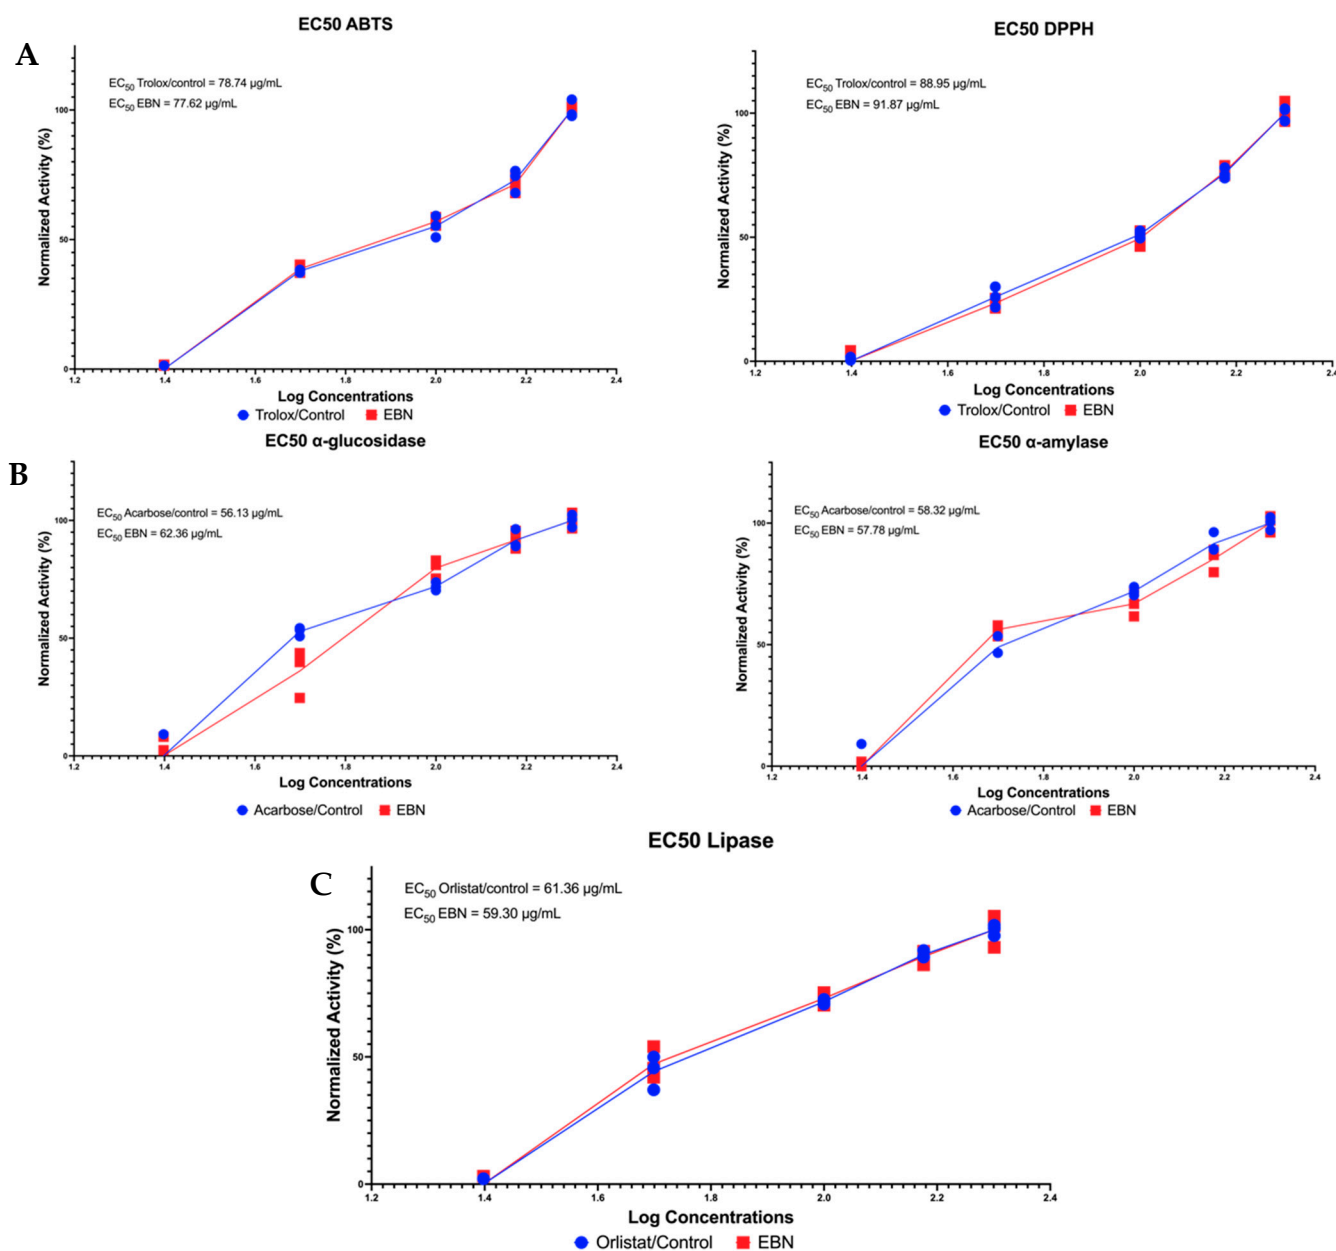 A
EC50 ABTS
EC50 Trolox/control = 78.74 µg/mL
EC50 EBN = 77.62 µg/mL
Normalized Activity (%)
100
50
0
1.2 1.4 1.6 1.8 2.0 2.2 2.4
Log Concentrations
Trolox/Control EBN
EC50 DPPH
EC50 Trolox/control = 88.95 µg/mL
EC50 EBN = 91.87 µg/mL
Normalized Activity (%)
100
50
0
1.2 1.4 1.6 1.8 2.0 2.2 2.4
Log Concentrations
Trolox/Control EBN
B
EC50 α-glucosidase
EC50 Acarbose/control = 56.13 µg/mL
EC50 EBN = 62.36 µg/mL
Normalized Activity (%)
100
50
0
1.2 1.4 1.6 1.8 2.0 2.2 2.4
Log Concentrations
Acarbose/Control EBN
EC50 α-amylase
EC50 Acarbose/control = 58.32 µg/mL
EC50 EBN = 57.78 µg/mL
Normalized Activity (%)
100
50
0
1.2 1.4 1.6 1.8 2.0 2.2 2.4
Log Concentrations
Acarbose/Control EBN
C
EC50 Lipase
EC50 Orlistat/control = 61.36 µg/mL
EC50 EBN = 59.30 µg/mL
Normalized Activity (%)
100
50
0
1.2 1.4 1.6 1.8 2.0 2.2 2.4
Log Concentrations
Orlistat/Control EBN